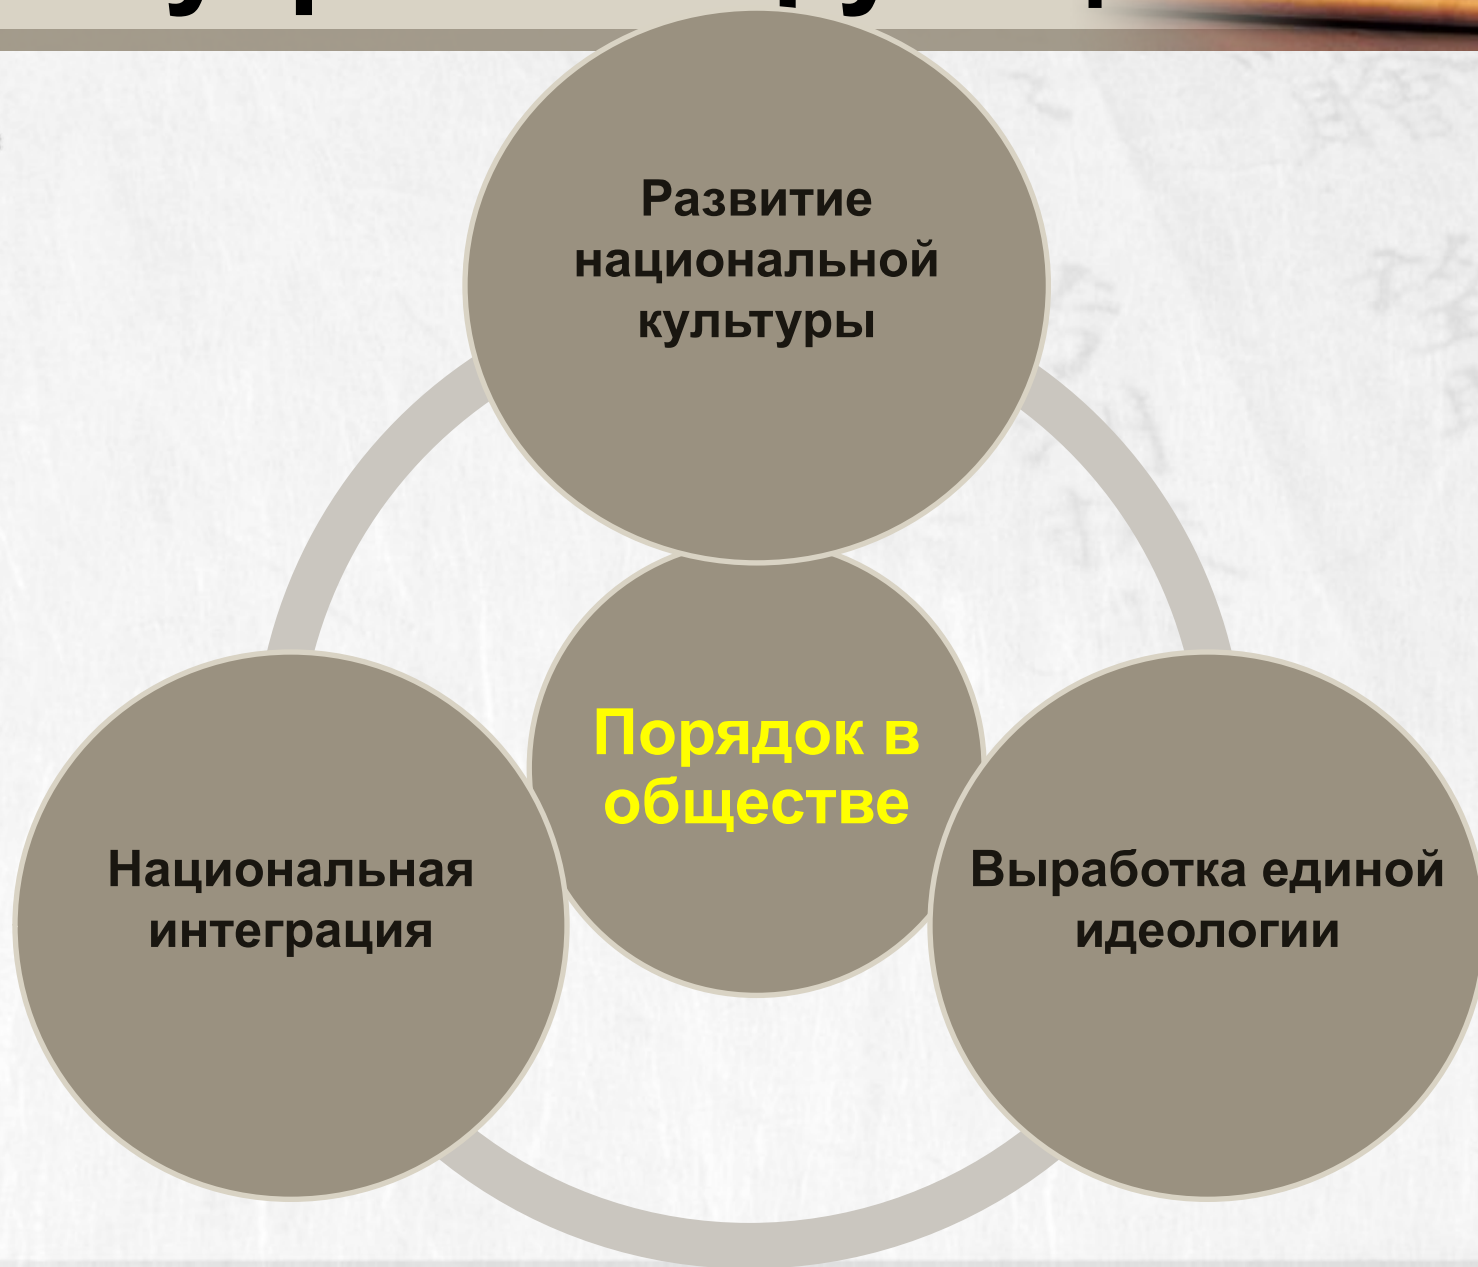 Развитие
национальной
культуры
Порядок в
обществе
Национальная
интеграция
Выработка единой
идеологии